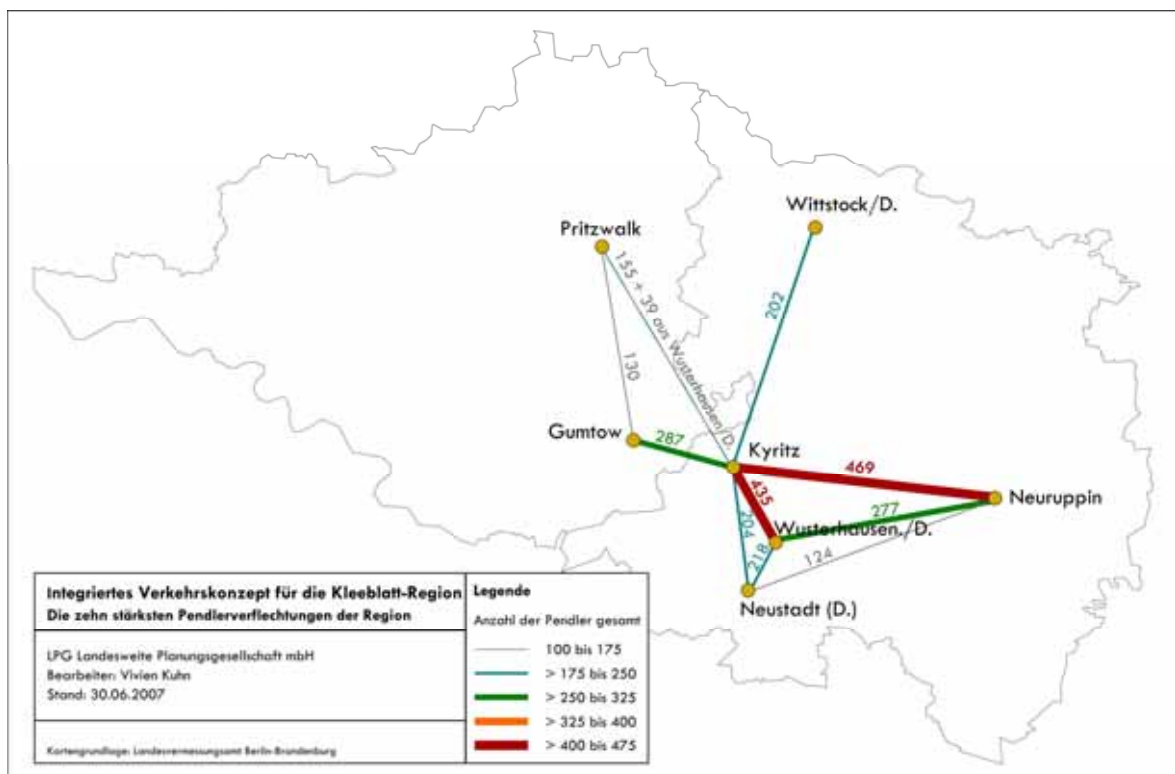 Wittstock/D.
Pritzwalk
155 + 39 aus Wusterhausen/D.
202
130
Gumtow
287
Kyritz
469
435
Neuruppin
277
204
Wusterhausen./D.
218
124
Neustadt (D.)
Integriertes Verkehrskonzept für die Kleeblatt-Region
Die zehn stärksten Pendlerverflechtungen der Region
LPG Landesweite Planungsgesellschaft mbH
Bearbeiter: Vivien Kuhn
Stand: 30.06.2007
Kartengrundlage: Landesvermessungsamt Berlin-Brandenburg
Legende
Anzahl der Pendler gesamt
100 bis 175
> 175 bis 250
> 250 bis 325
> 325 bis 400
> 400 bis 475